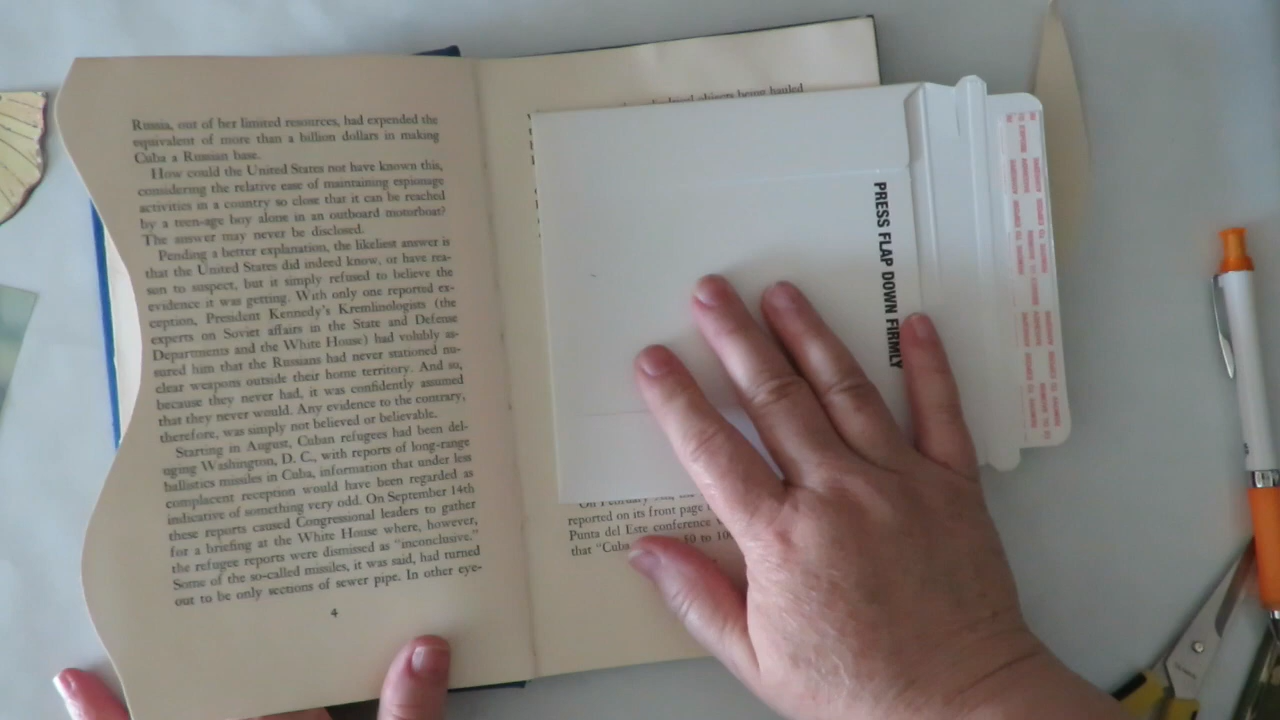 Russia, out of her limited resources, had expended the
equivalent of more than a billion dollars in making
Cuba a Russian base.
How could the United States not have known this,
considering the relative ease of maintaining espionage
activities in a country so close that it can be reached
by a teen-age boy alone in an outboard motorboat?
The answer may never be disclosed.
Pending a better explanation, the likeliest answer is
that the United States did indeed know, or have rea-
son to suspect, but it simply refused to believe the
evidence it was getting. With only one reported ex-
ception, President Kennedy's Kremlinologists (the
experts on Soviet affairs in the State and Defense
Departments and the White House) had volubly as-
sured him that the Russians had never stationed nu-
clear weapons outside their home territory. And so,
because they never had, it was confidently assumed
that they never would. Any evidence to the contrary,
therefore, was simply not believed or believable.
Starting in August, Cuban refugees had been del-
uging Washington, D. C., with reports of long-range
ballistics missiles in Cuba, information that under less
complacent reception would have been regarded as
indicative of something very odd. On September 14th
these reports caused Congressional leaders to gather
for a briefing at the White House where, however,
the refugee reports were dismissed as "inconclusive."
Some of the so-called missiles, it was said, had turned
out to be only sections of sewer pipe. In other eye-
4
objects being hauled
PRESS FLAP DOWN FIRMLY
On February
reported on its front page
Punta del Este conference
that "Cuba 50 to 10